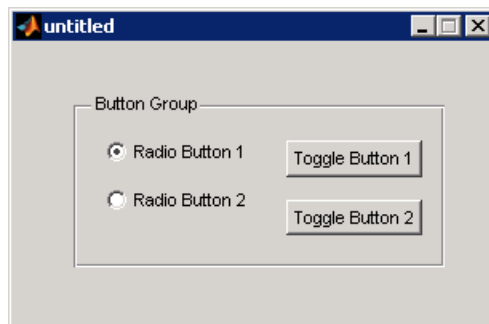 untitled
Button Group
Radio Button 1
Toggle Button 1
Radio Button 2
Toggle Button 2